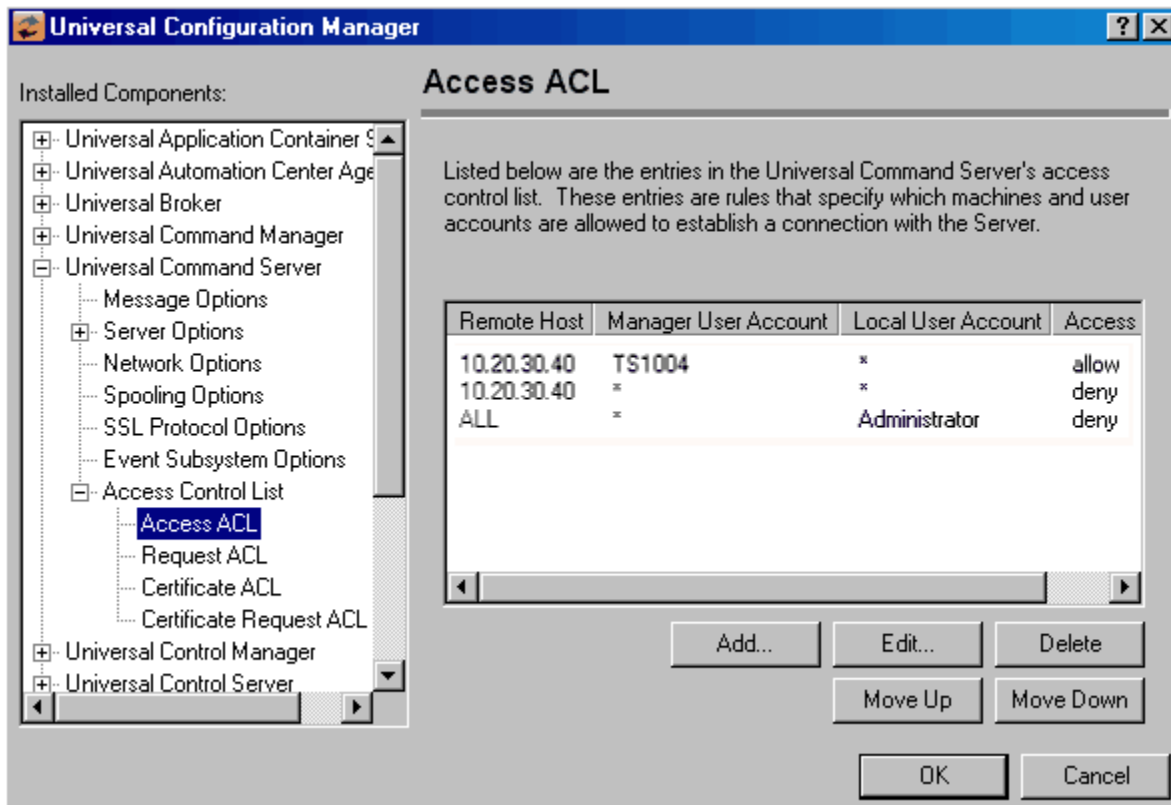 Universal Configuration Manager
Installed Components:
Universal Application Container S
Universal Automation Center Age
Universal Broker
Universal Command Manager
Universal Command Server
Message Options
Server Options
Network Options
Spooling Options
SSL Protocol Options
Event Subsystem Options
Access Control List
Access ACL
Request ACL
Certificate ACL
Certificate Request ACL
Universal Control Manager
Universal Control Server
Access ACL
Listed below are the entries in the Universal Command Server's access
control list. These entries are rules that specify which machines and user
accounts are allowed to establish a connection with the Server.
Remote Host Manager User Account Local User Account Access
10.20.30.40 TS1004 * allow
10.20.30.40 * * deny
ALL * Administrator deny
Add... Edit... Delete
Move Up Move Down
OK Cancel